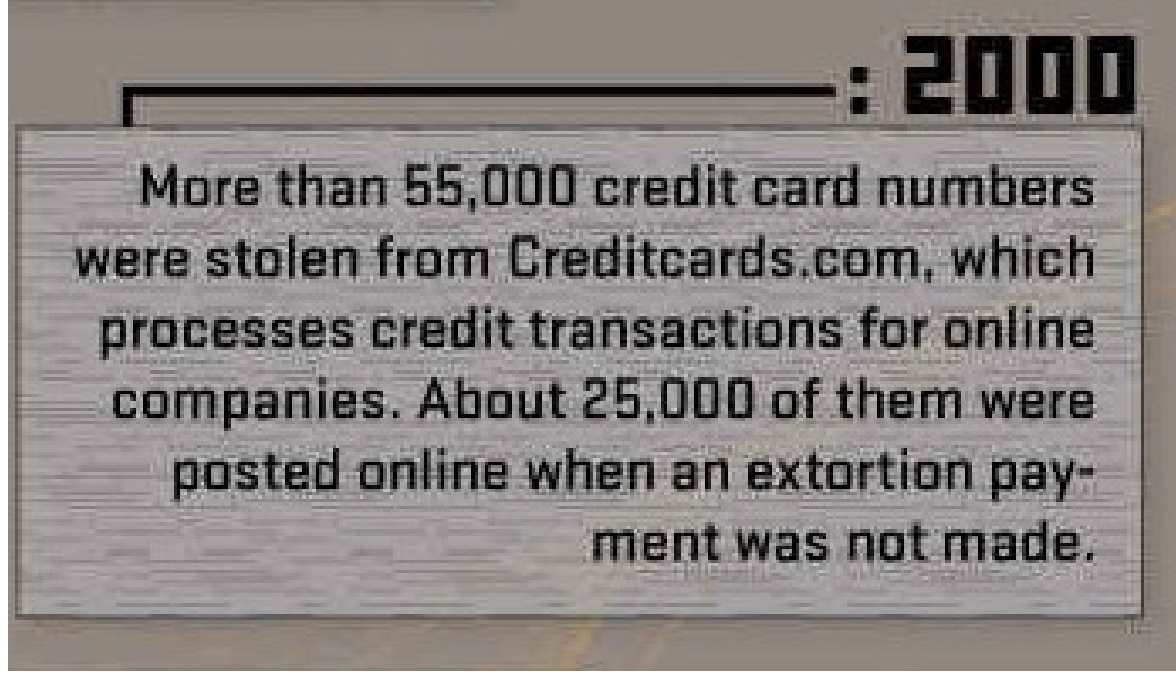 : 2000
More than 55,000 credit card numbers
were stolen from Creditcards.com, which
processes credit transactions for online
companies. About 25,000 of them were
posted online when an extortion pay-
ment was not made.